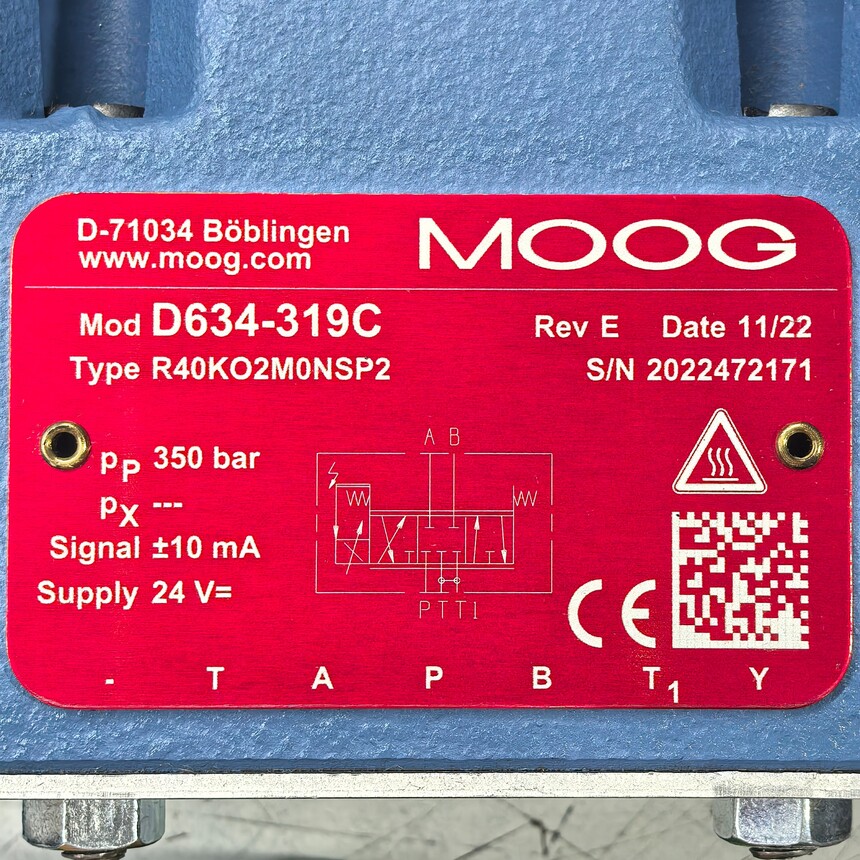 D-71034 Böblingen
www.moog.com
MOOG
Mod D634-319C
Rev E Date 11/22
Type R40KO2M0NSP2
S/N 2022472171
pP 350 bar
pX ---
Signal ±10 mA
Supply 24 V=
A B
P T T1
CE
- T A P B T1 Y